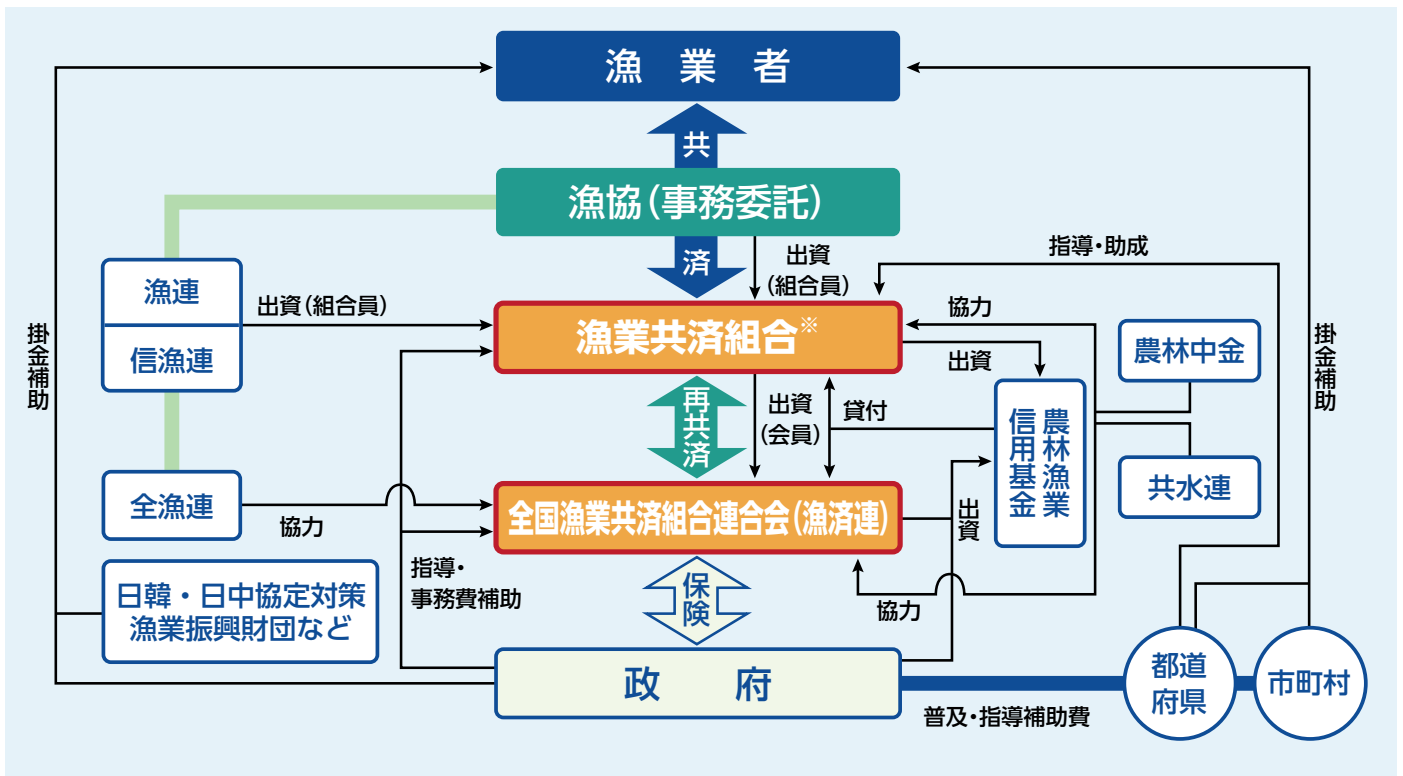 漁業者
共
漁協（事務委託）
済
出資
（組合員）
指導・助成
漁連
信漁連
出資（組合員）
漁業共済組合※
協力
出資
農林中金
掛金補助
掛金補助
再共済
出資
（会員）
貸付
農林漁業
信用基金
共水連
全漁連
協力
全国漁業共済組合連合会（漁済連）
出資
日韓・日中協定対策
漁業振興財団など
指導・
事務費補助
保険
協力
政府
都道
府県
市町村
普及・指導補助費